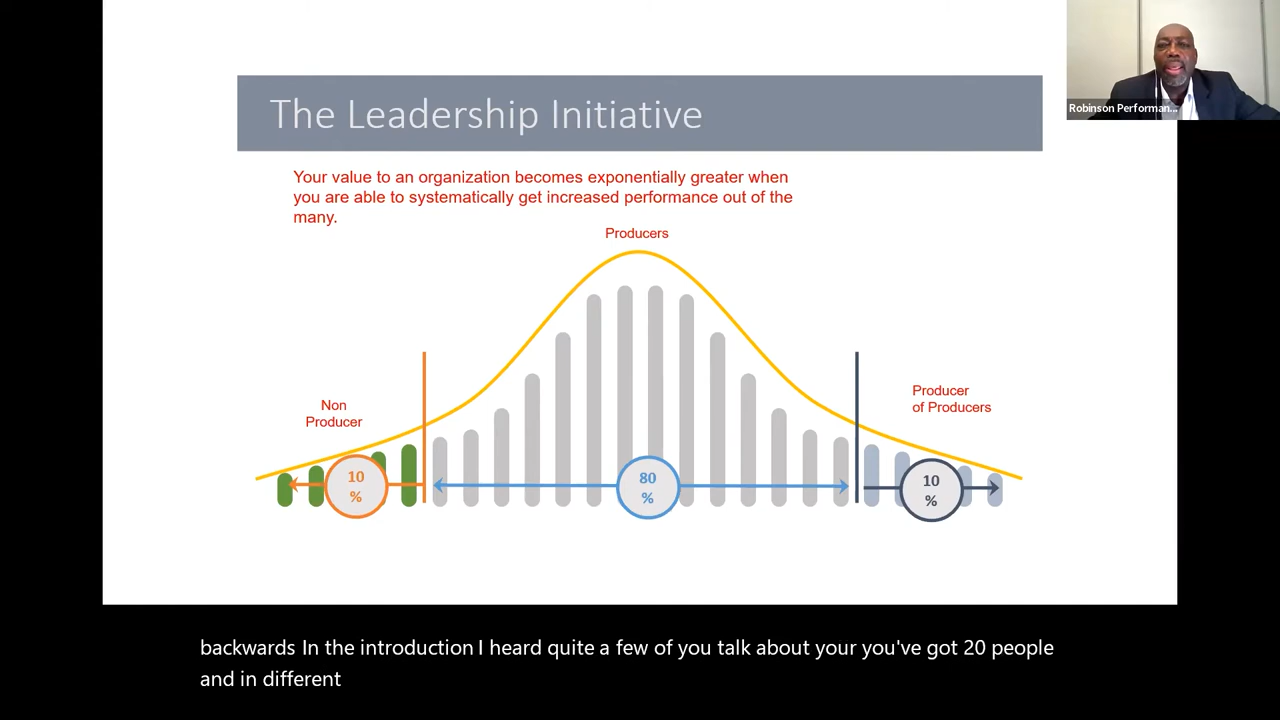 The Leadership Initiative
Robinson Performan...
Your value to an organization becomes exponentially greater when
you are able to systematically get increased performance out of the
many.
Producers
Non
Producer
Producer
of Producers
10
%
80
%
10
%
backwards In the introduction I heard quite a few of you talk about your you've got 20 people
and in different